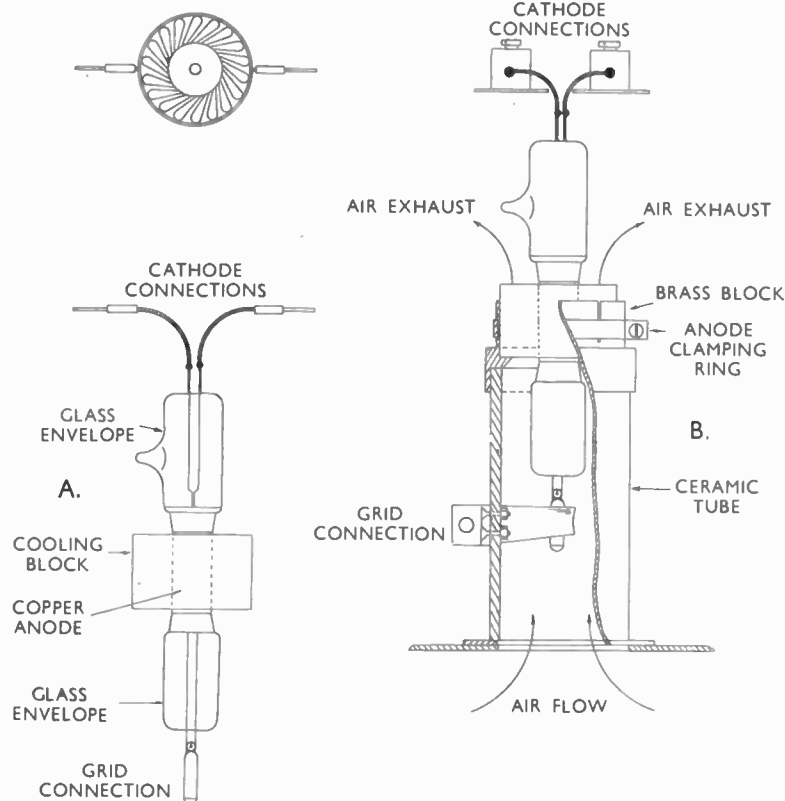 CATHODE
CONNECTIONS
GLASS
ENVELOPE
A.
COOLING
BLOCK
COPPER
ANODE
GLASS
ENVELOPE
GRID
CONNECTION
CATHODE
CONNECTIONS
AIR EXHAUST
AIR EXHAUST
BRASS BLOCK
ANODE
CLAMPING
RING
B.
CERAMIC
TUBE
GRID
CONNECTION
AIR FLOW